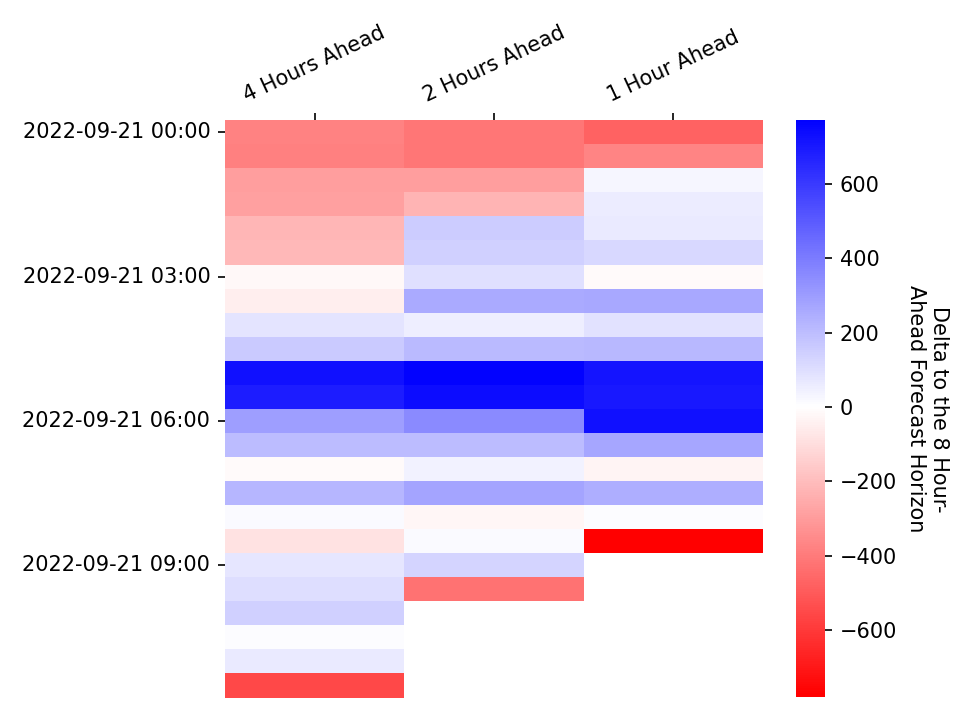 4 Hours Ahead
2 Hours Ahead
1 Hour Ahead
2022-09-21 00:00
2022-09-21 03:00
2022-09-21 06:00
2022-09-21 09:00
600
400
200
0
−200
−400
−600
Delta to the 8 Hour-
Ahead Forecast Horizon